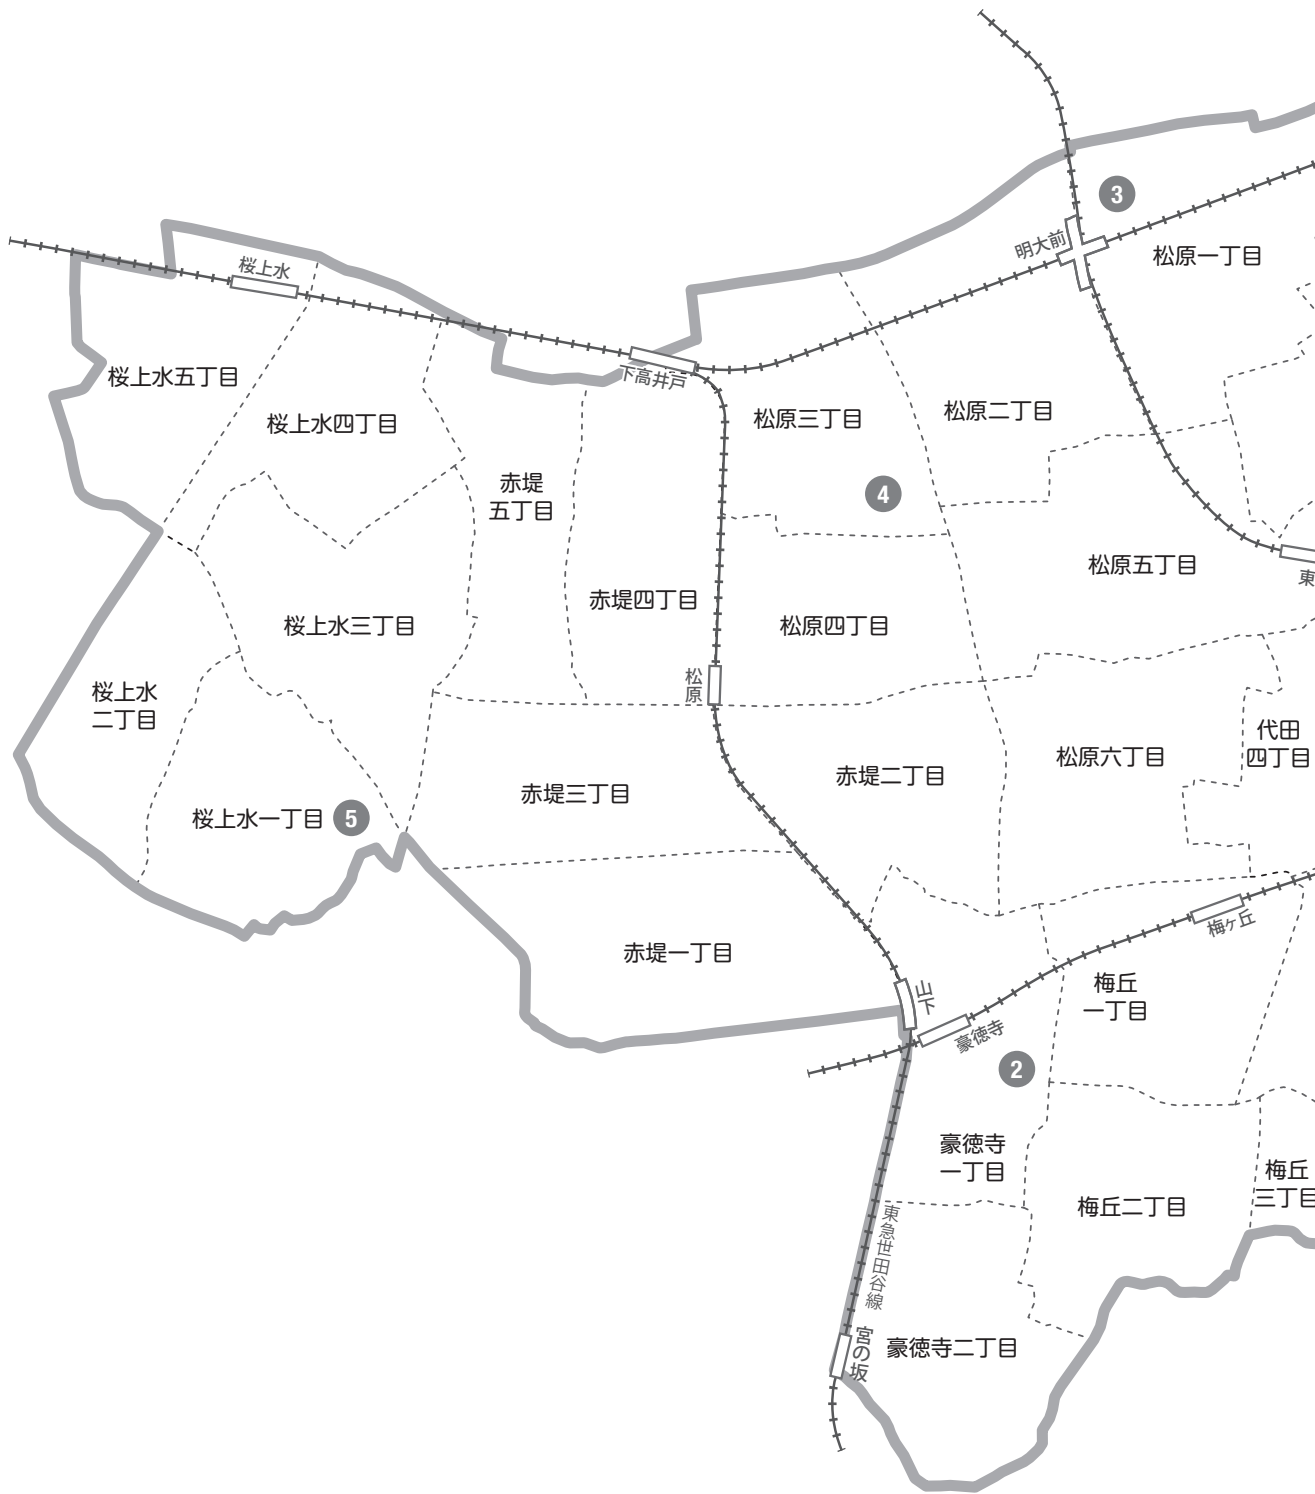 3
明大前
松原一丁目
桜上水
下高井戸
桜上水五丁目
桜上水四丁目
松原三丁目
松原二丁目
赤堤
五丁目
4
松原五丁目
東
赤堤四丁目
松原四丁目
桜上水三丁目
松原
桜上水
二丁目
代田
四丁目
松原六丁目
赤堤二丁目
赤堤三丁目
桜上水一丁目
5
梅ヶ丘
赤堤一丁目
山下
梅丘
一丁目
豪徳寺
2
豪徳寺
一丁目
梅丘
三丁目
梅丘二丁目
東急世田谷線
宮の坂
豪徳寺二丁目